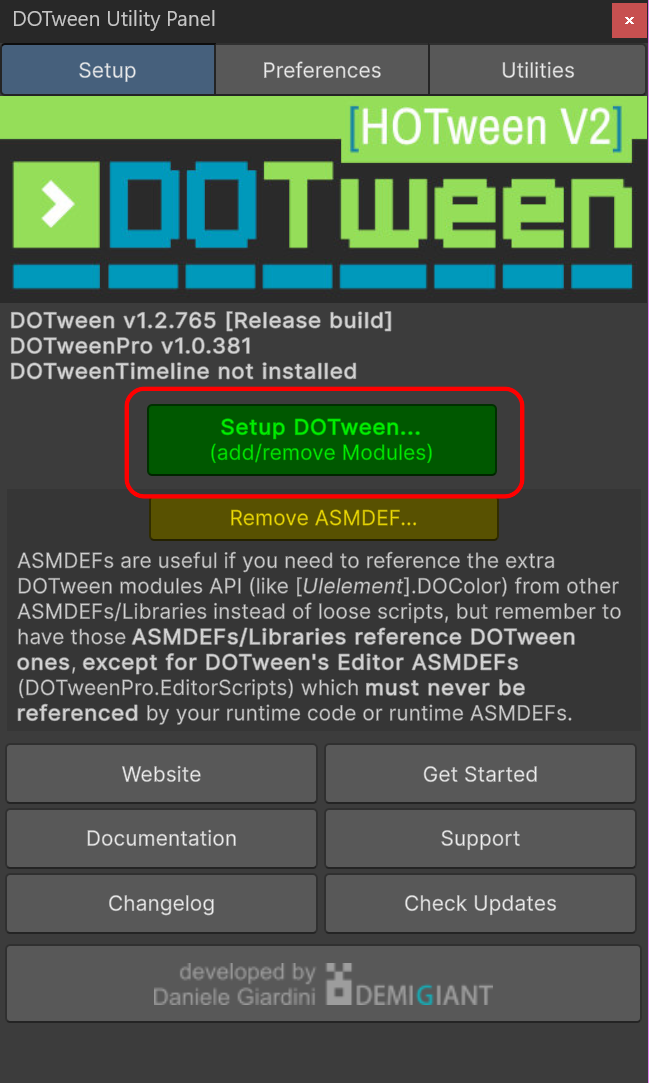 DOTween Utility Panel
×
Setup
Preferences
Utilities
[HOTween V2]
DOTween
DOTween v1.2.765 [Release build]
DOTweenPro v1.0.381
DOTweenTimeline not installed
Setup DOTween...
(add/remove Modules)
Remove ASMDEF...
ASMDEFs are useful if you need to reference the extra
DOTween modules API (like [UIelement].DOColor) from other
ASMDEFs/Libraries instead of loose scripts, but remember to
have those ASMDEFs/Libraries reference DOTween
ones, except for DOTween's Editor ASMDEFs
(DOTweenPro.EditorScripts) which must never be
referenced by your runtime code or runtime ASMDEFs.
Website
Get Started
Documentation
Support
Changelog
Check Updates
developed by
Daniele Giardini
DEMIGIANT